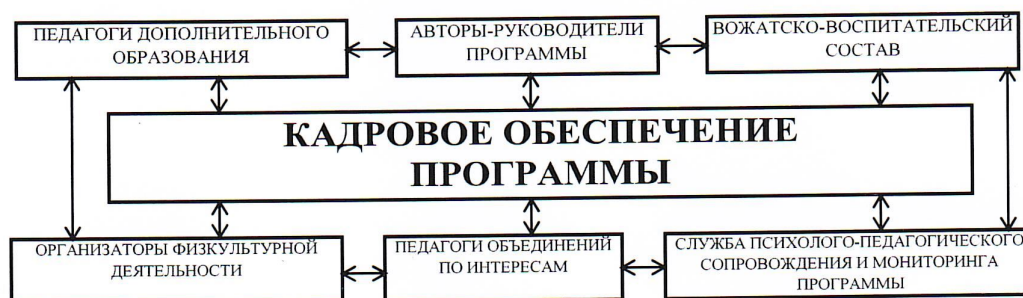 ПЕДАГОГИ ДОПОЛНИТЕЛЬНОГО
ОБРАЗОВАНИЯ
АВТОРЫ-РУКОВОДИТЕЛИ
ПРОГРАММЫ
ВОЖАТСКО-ВОСПИТАТЕЛЬСКИЙ
СОСТАВ
КАДРОВОЕ ОБЕСПЕЧЕНИЕ
ПРОГРАММЫ
ОРГАНИЗАТОРЫ ФИЗКУЛЬТУРНОЙ
ДЕЯТЕЛЬНОСТИ
ПЕДАГОГИ ОБЪЕДИНЕНИЙ
ПО ИНТЕРЕСАМ
СЛУЖБА ПСИХОЛОГО-ПЕДАГОГИЧЕСКОГО
СОПРОВОЖДЕНИЯ И МОНИТОРИНГА
ПРОГРАММЫ